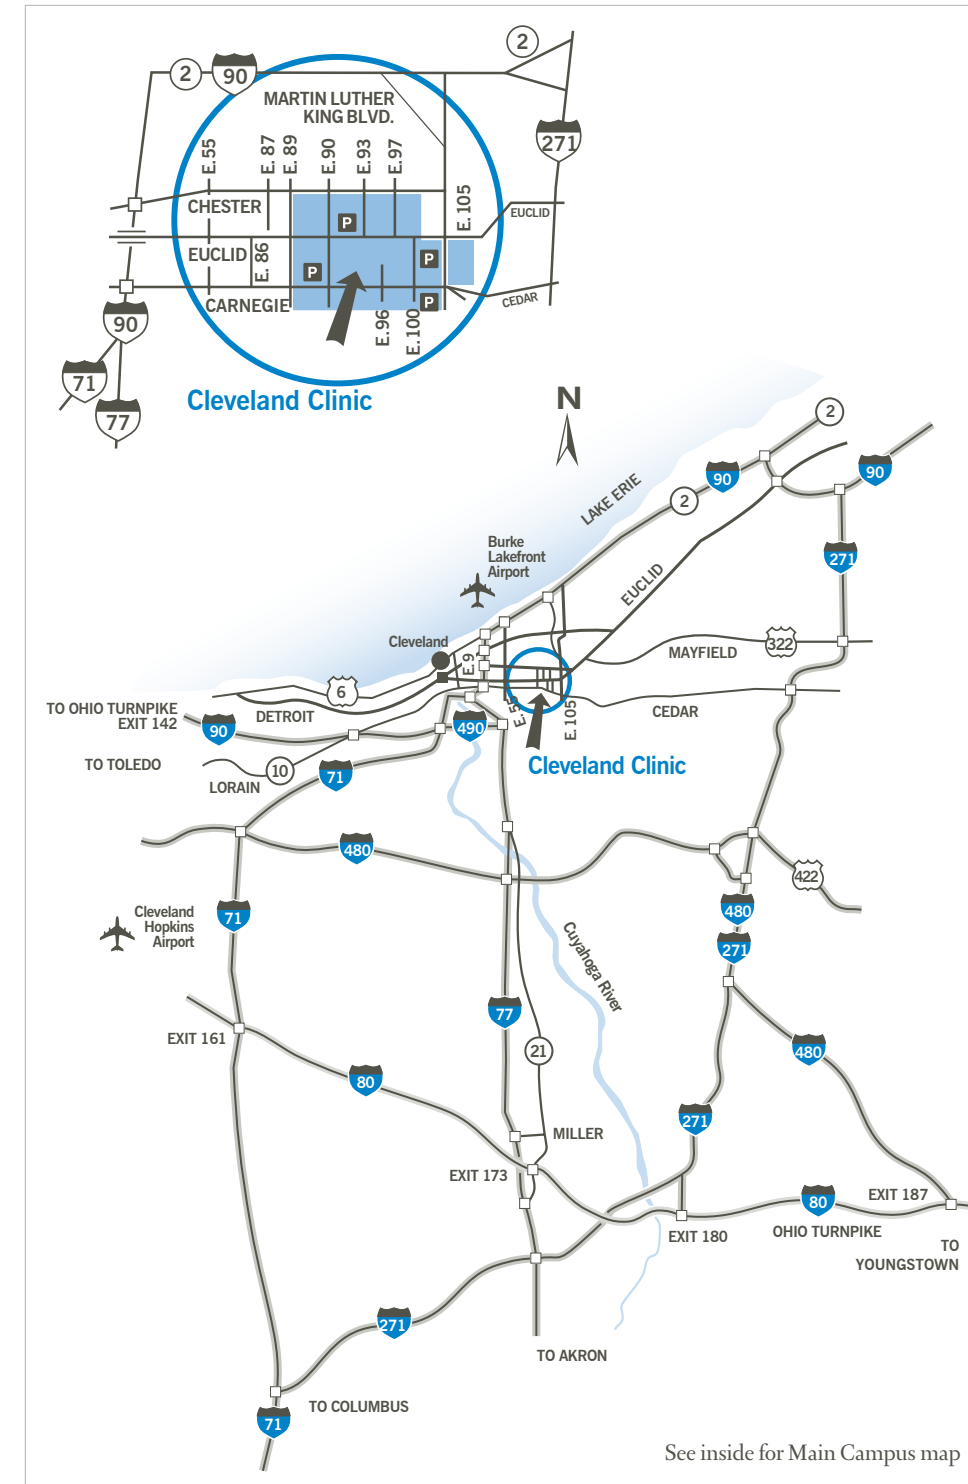 2
2
90
MARTIN LUTHER
KING BLVD.
271
E. 55
E. 87
E. 89
E. 90
E. 93
E. 97
E. 105
CHESTER
EUCLID
P
EUCLID
E. 86
P
P
P
CEDAR
CARNEGIE
E. 96
E. 100
90
71
77
Cleveland Clinic
N
2
90
90
2
LAKE ERIE
271
Burke
Lakefront
Airport
EUCLID
Cleveland
E. 9
MAYFIELD
322
6
DETROIT
TO OHIO TURNPIKE
EXIT 142
90
490
E. 55
E. 105
CEDAR
TO TOLEDO
10
LORAIN
71
Cleveland Clinic
480
422
480
71
Cleveland
Hopkins
Airport
271
Cuyahoga River
77
EXIT 161
21
480
80
271
MILLER
EXIT 173
EXIT 187
80
EXIT 180
OHIO TURNPIKE
TO
YOUNGSTOWN
271
TO AKRON
TO COLUMBUS
71
See inside for Main Campus map